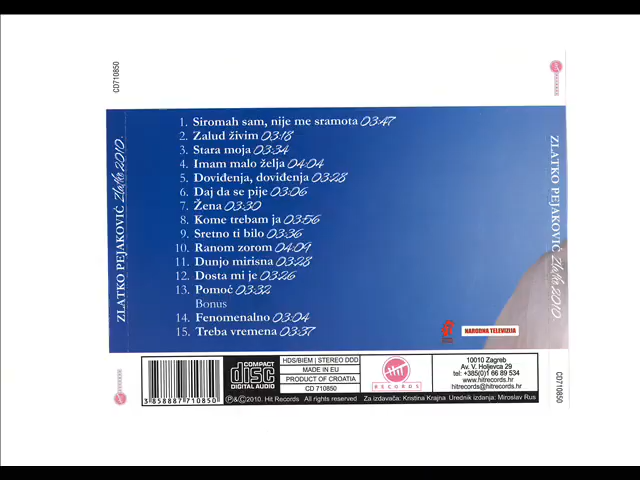 CD710850
1. Siromah sam, nije me sramota 03:47
2. Zalud živim 03:18
3. Stara moja 03:34
4. Imam malo želja 04:04
5. Doviđenja, doviđenja 03:28
6. Daj da se pije 03:06
7. Žena 03:30
8. Kome trebam ja 03:56
9. Sretno ti bilo 03:36
10. Ranom zorom 04:09
11. Dunjo mirisna 03:28
12. Dosta mi je 03:26
13. Pomoć 03:32
Bonus
14. Fenomenalno 03:04
15. Treba vremena 03:37
ZLATKO PEJAKOVIĆ Zlatko 2010.
ZLATKO PEJAKOVIĆ Zlatko 2010.
NARODNA TELEVIZIJA
3 858887 710850
COMPACT
disc
DIGITAL AUDIO
HDS/BIEM | STEREO DDD
MADE IN EU
PRODUCT OF CROATIA
CD 710850
Hit
RECORDS
10010 Zagreb
Av. V. Holjevca 29
tel: +385(0)1 66 89 534
www.hitrecords.hr
hitrecords@hitrecords.hr
℗&©2010. Hit Records All rights reserved Za izdavača: Kristina Krajna Urednik izdanja: Miroslav Rus
CD710850